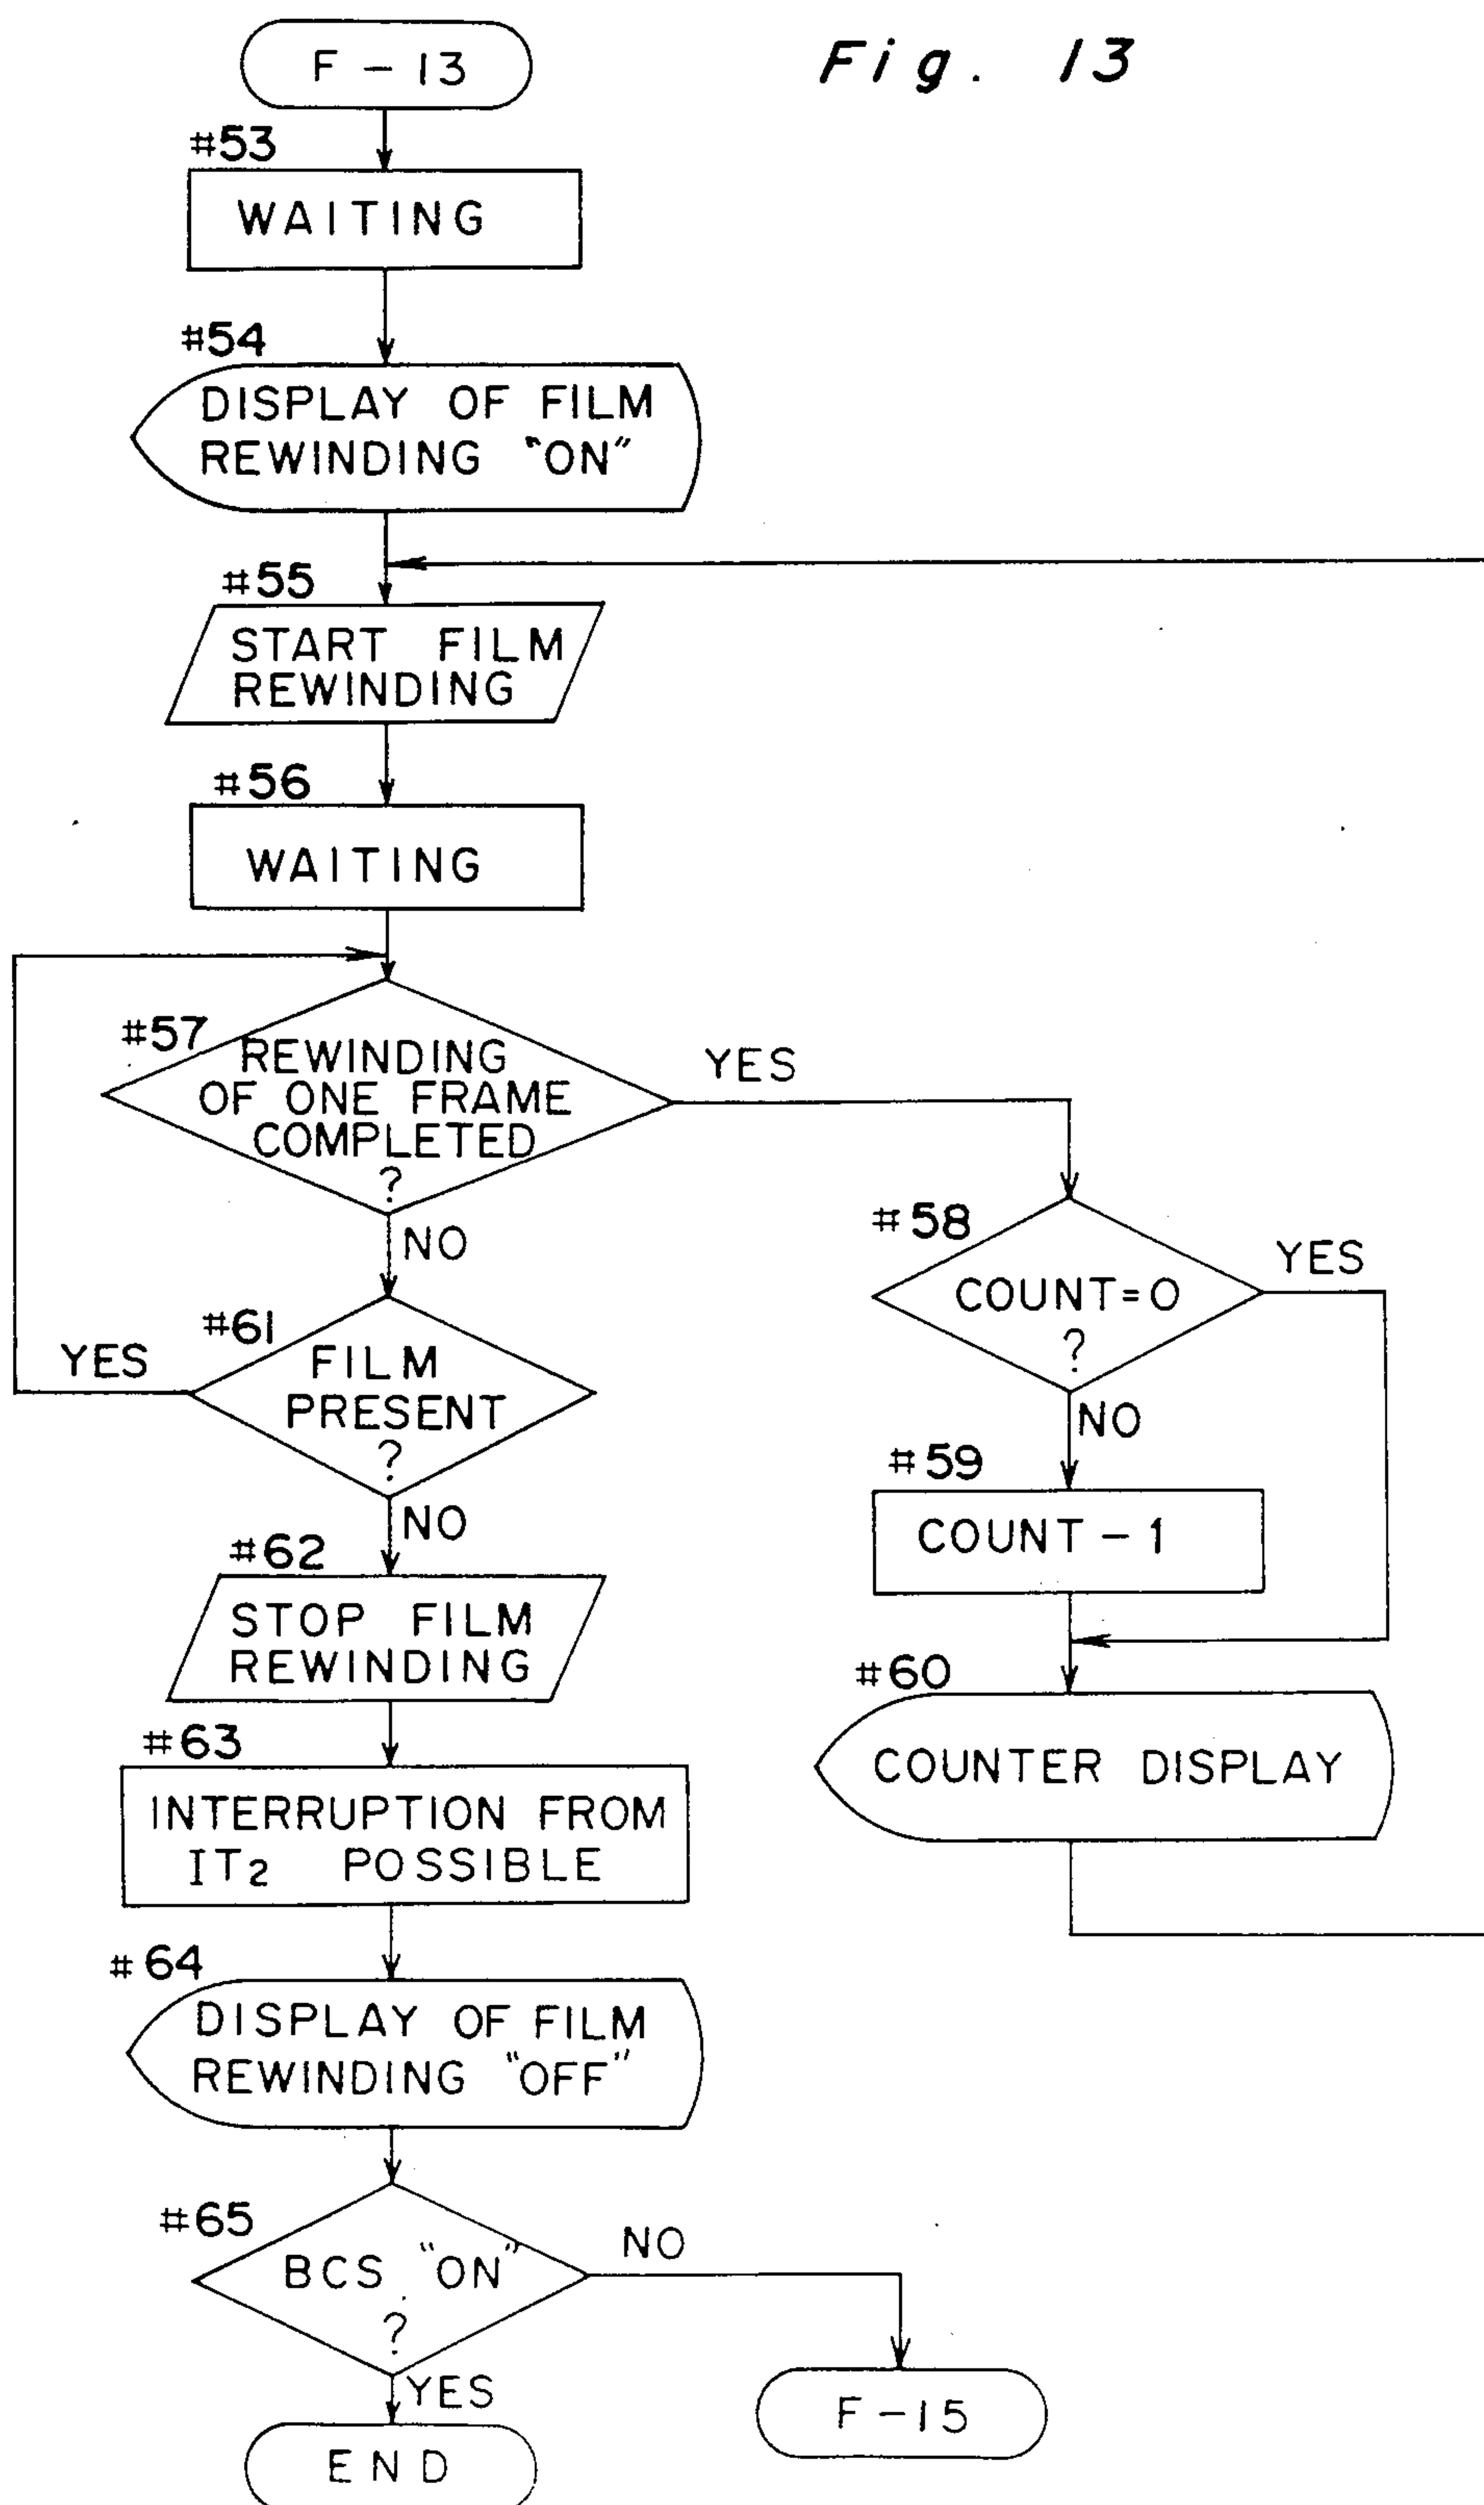 F-13
Fig. 13
#53
WAITING
#54
DISPLAY OF FILM
REWINDING "ON"
#55
START FILM
REWINDING
#56
WAITING
#57
REWINDING
OF ONE FRAME
COMPLETED
?
YES
NO
#58
COUNT=0
?
YES
NO
#59
COUNT-1
#60
COUNTER DISPLAY
#61
FILM
PRESENT
?
YES
NO
#62
STOP FILM
REWINDING
#63
INTERRUPTION FROM
IT2 POSSIBLE
#64
DISPLAY OF FILM
REWINDING "OFF"
#65
BCS "ON"
?
NO
YES
F-15
END